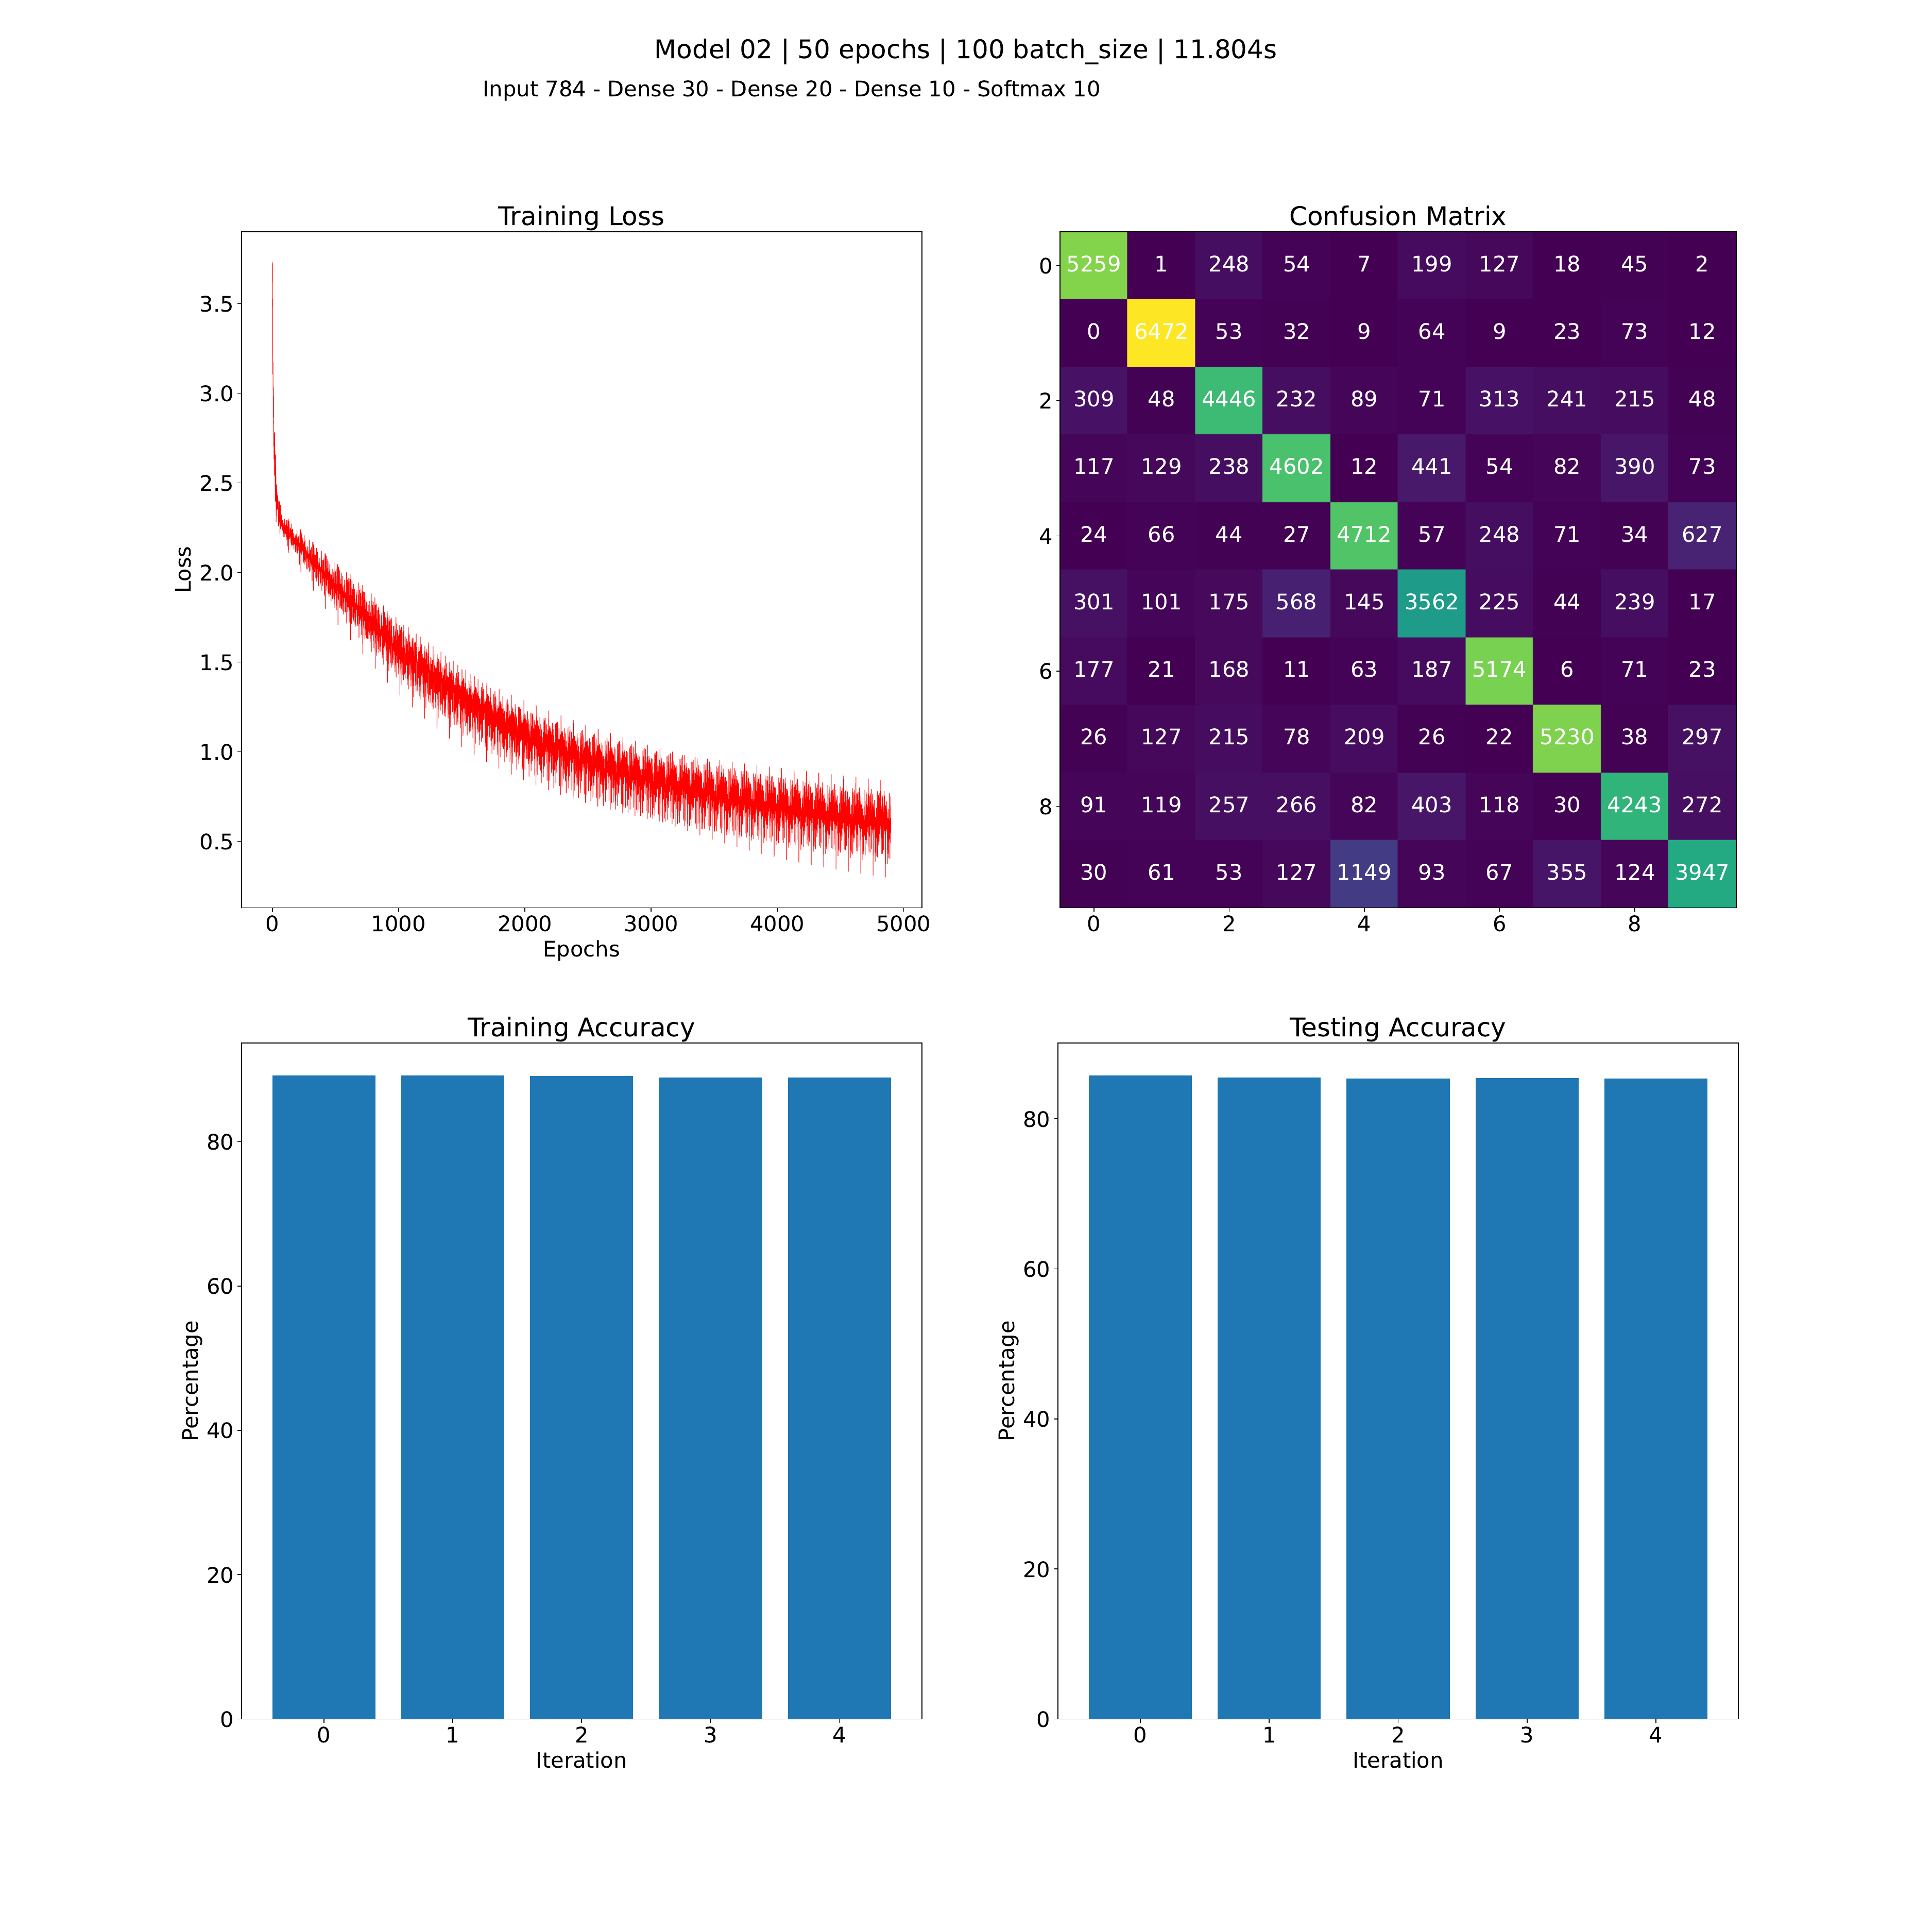 Model 02 | 50 epochs | 100 batch_size | 11.804s
Input 784 - Dense 30 - Dense 20 - Dense 10 - Softmax 10
Training Loss
3.5
3.0
2.5
2.0
1.5
1.0
0.5
Loss
0 1000 2000 3000 4000 5000
Epochs
Confusion Matrix
0 5259 1 248 54 7 199 127 18 45 2
0 6472 53 32 9 64 9 23 73 12
2 309 48 4446 232 89 71 313 241 215 48
117 129 238 4602 12 441 54 82 390 73
4 24 66 44 27 4712 57 248 71 34 627
301 101 175 568 145 3562 225 44 239 17
6 177 21 168 11 63 187 5174 6 71 23
26 127 215 78 209 26 22 5230 38 297
8 91 119 257 266 82 403 118 30 4243 272
30 61 53 127 1149 93 67 355 124 3947
0 2 4 6 8
Training Accuracy
80
60
40
20
0
Percentage
0 1 2 3 4
Iteration
Testing Accuracy
80
60
40
20
0
Percentage
0 1 2 3 4
Iteration